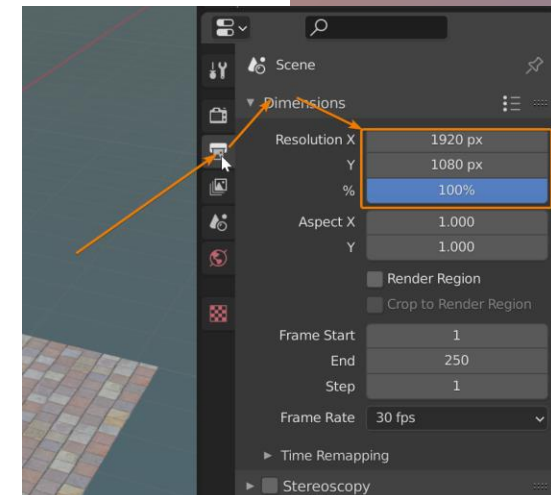 Scene
Dimensions
Resolution X 1920 px
Y 1080 px
% 100%
Aspect X 1.000
Y 1.000
Render Region
Crop to Render Region
Frame Start 1
End 250
Step 1
Frame Rate 30 fps
Time Remapping
Stereoscopy